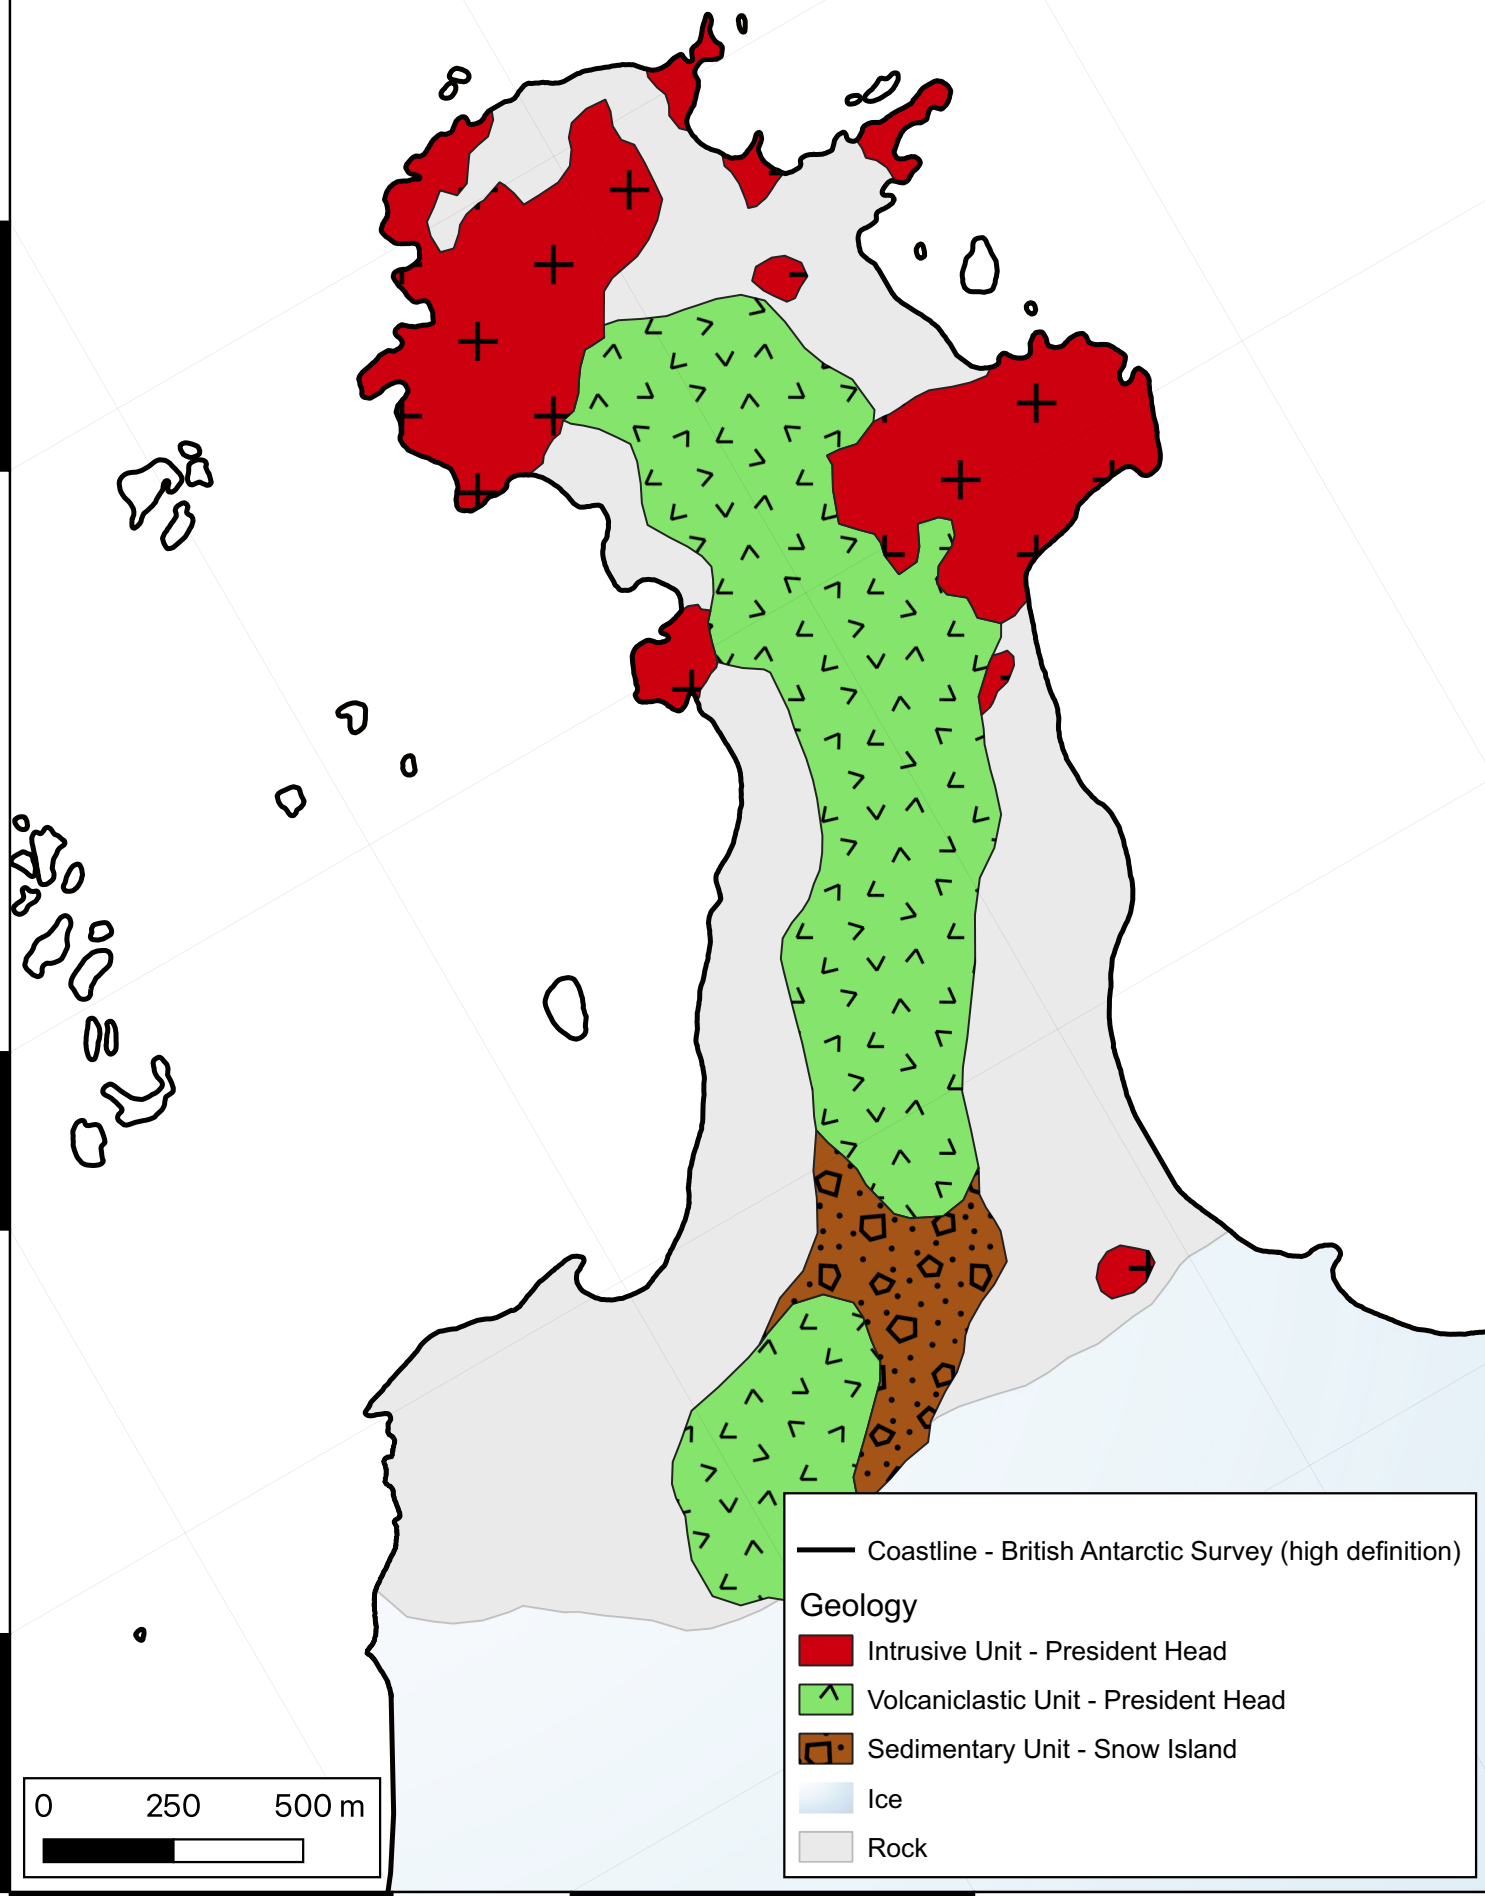 Coastline - British Antarctic Survey (high definition)
Geology
Intrusive Unit - President Head
Volcaniclastic Unit - President Head
Sedimentary Unit - Snow Island
Ice
Rock
0 250 500 m